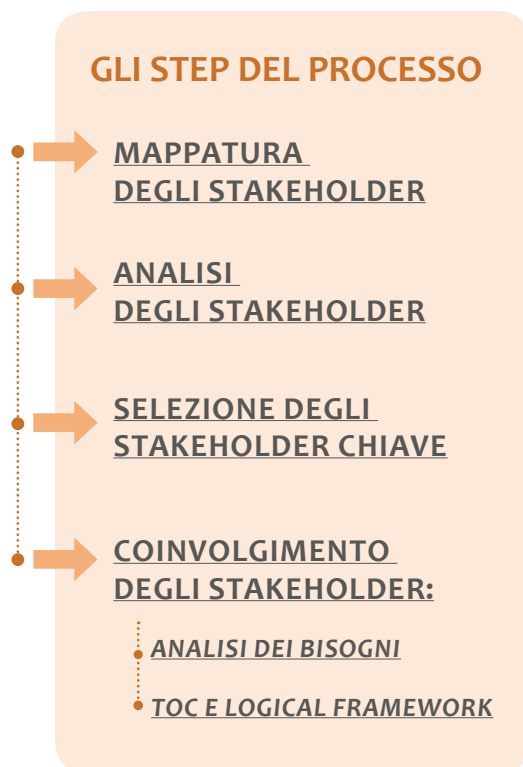 GLI STEP DEL PROCESSO
MAPPATURA
DEGLI STAKEHOLDER
ANALISI
DEGLI STAKEHOLDER
SELEZIONE DEGLI
STAKEHOLDER CHIAVE
COINVOLGIMENTO
DEGLI STAKEHOLDER:
ANALISI DEI BISOGNI
TOC E LOGICAL FRAMEWORK